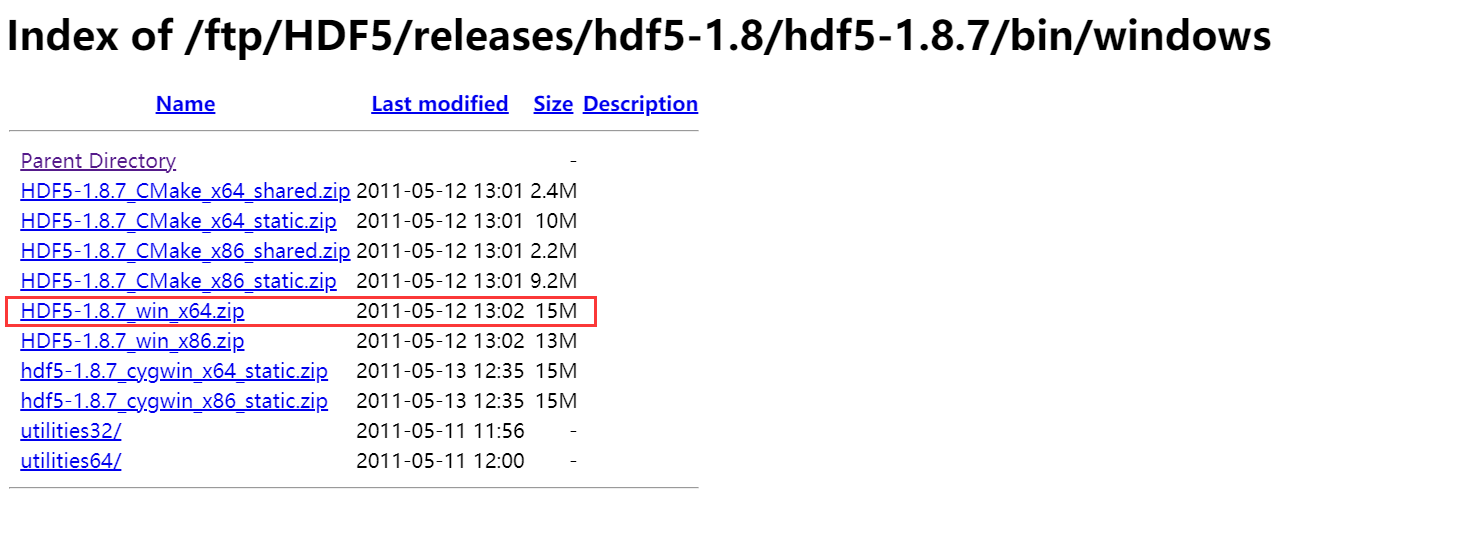 Index of /ftp/HDF5/releases/hdf5-1.8/hdf5-1.8.7/bin/windows
Name Last modified Size Description
Parent Directory -
HDF5-1.8.7_CMake_x64_shared.zip 2011-05-12 13:01 2.4M
HDF5-1.8.7_CMake_x64_static.zip 2011-05-12 13:01 10M
HDF5-1.8.7_CMake_x86_shared.zip 2011-05-12 13:01 2.2M
HDF5-1.8.7_CMake_x86_static.zip 2011-05-12 13:01 9.2M
HDF5-1.8.7_win_x64.zip 2011-05-12 13:02 15M
HDF5-1.8.7_win_x86.zip 2011-05-12 13:02 13M
hdf5-1.8.7_cygwin_x64_static.zip 2011-05-13 12:35 15M
hdf5-1.8.7_cygwin_x86_static.zip 2011-05-13 12:35 15M
utilities32/ 2011-05-11 11:56 -
utilities64/ 2011-05-11 12:00 -